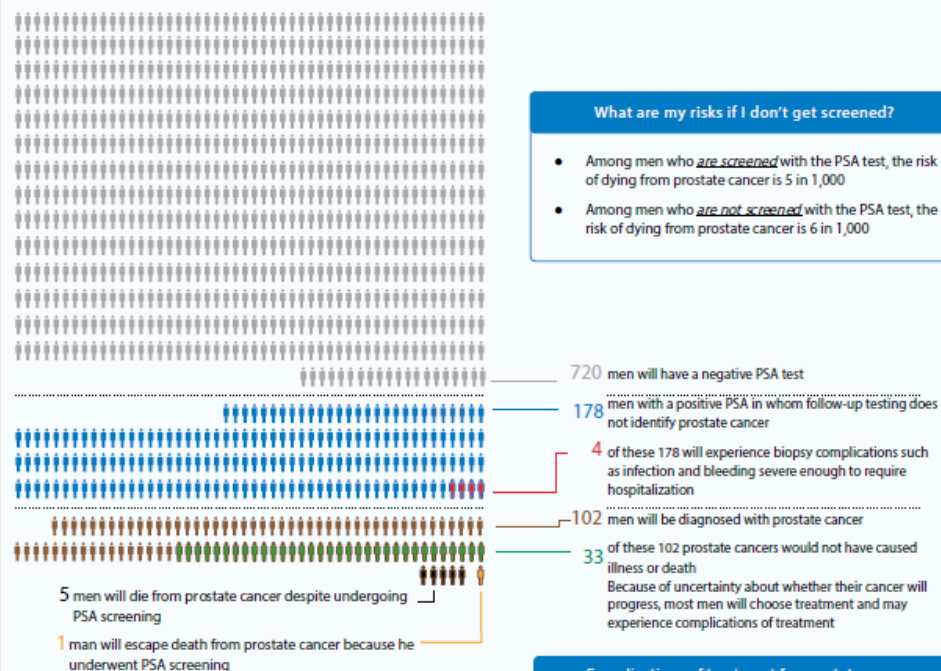 What are my risks if I don't get screened?
● Among men who are screened with the PSA test, the risk
of dying from prostate cancer is 5 in 1,000
● Among men who are not screened with the PSA test, the
risk of dying from prostate cancer is 6 in 1,000
720 men will have a negative PSA test
178 men with a positive PSA in whom follow-up testing does
not identify prostate cancer
4 of these 178 will experience biopsy complications such
as infection and bleeding severe enough to require
hospitalization
102 men will be diagnosed with prostate cancer
33 of these 102 prostate cancers would not have caused
illness or death
Because of uncertainty about whether their cancer will
progress, most men will choose treatment and may
experience complications of treatment
5 men will die from prostate cancer despite undergoing
PSA screening
1 man will escape death from prostate cancer because he
underwent PSA screening